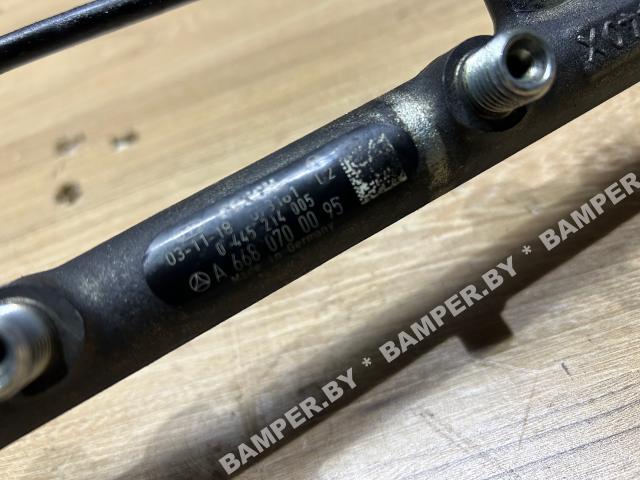 03-11-19
0 445 214 005
A 668 070 00 95
Made in Germany
BAMPER.BY * BAMPER.BY * BAMPER.BY